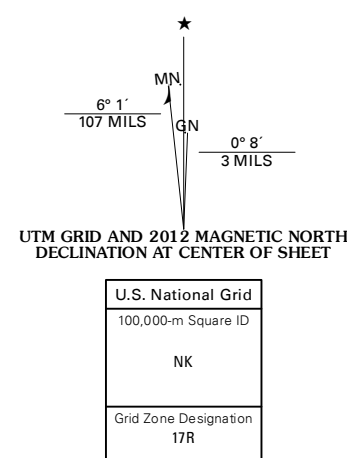 ★
MN
6° 1´
107 MILS
GN
0° 8´
3 MILS
UTM GRID AND 2012 MAGNETIC NORTH
DECLINATION AT CENTER OF SHEET
U.S. National Grid
100,000-m Square ID
NK
Grid Zone Designation
17R